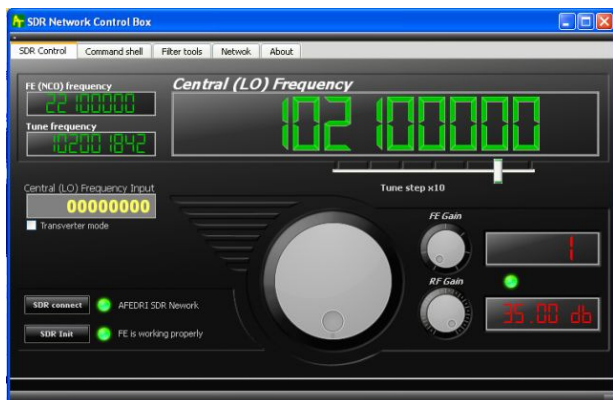 SDR Network Control Box
SDR Control Command shell Filter tools Netwok About
FE (NCO) frequency
22100000
Tune frequency
102001842
Central (LO) Frequency
102100000
Tune step x10
Central (LO) Frequency Input
00000000
Transverter mode
FE Gain
1
RF Gain
35.00 db
SDR connect AFEDRI SDR Nework
SDR Init FE is working properly